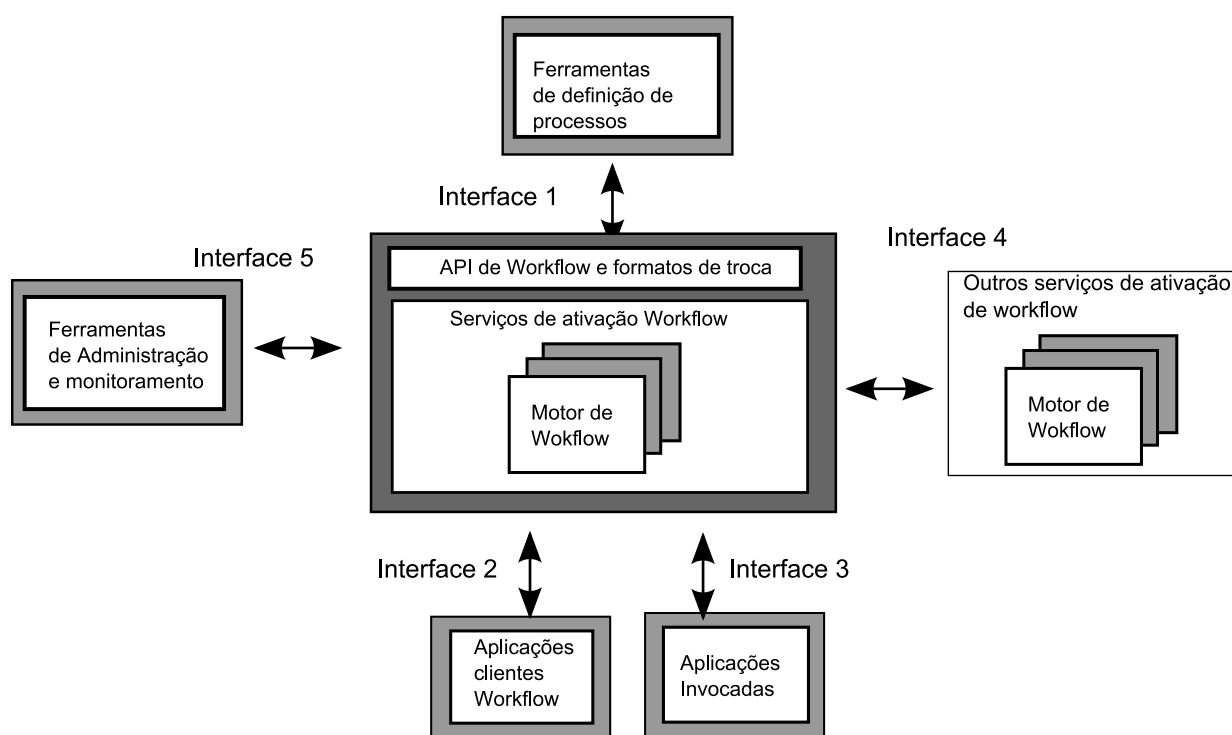 Ferramentas
de definição de
processos
Interface 1
Interface 5
Interface 4
API de Workflow e formatos de troca
Serviços de ativação Workflow
Motor de
Wokflow
Ferramentas
de Administração
e monitoramento
Outros serviços de ativação
de workflow
Motor de
Wokflow
Interface 2
Interface 3
Aplicações
clientes
Workflow
Aplicações
Invocadas